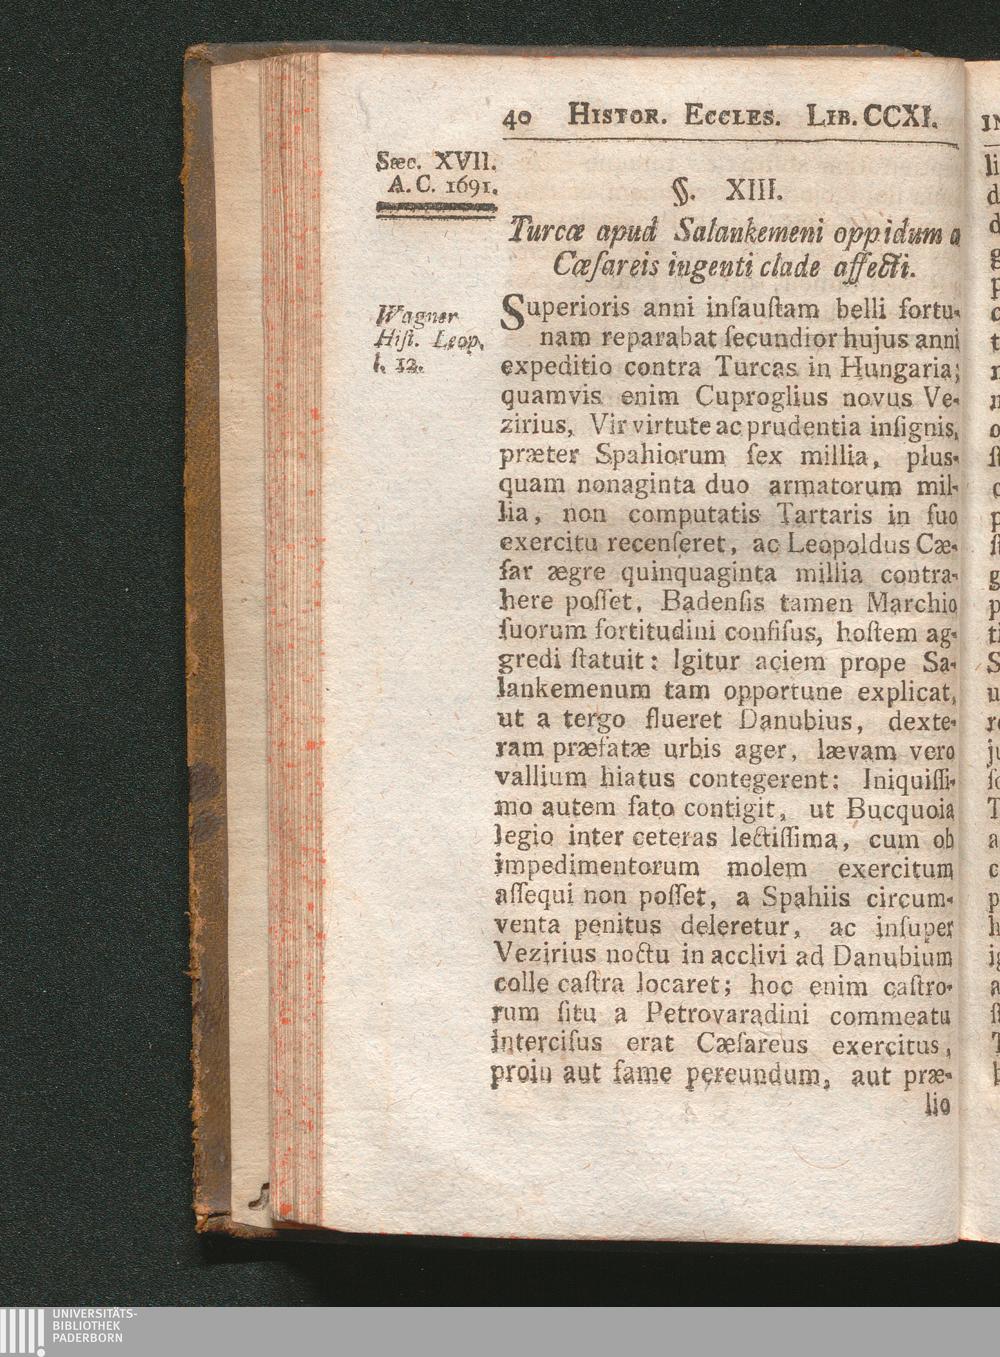 40 Histor. Eccles. Lib. CCXI.
Sæc. XVII.
A. C. 1691.
§. XIII.
Turcæ apud Salankemeni oppidum a
Cæſareis ingenti clade affecti.
Wagner
Hiſt. Leop.
l. 12.
Superioris anni infauſtam belli fortu-
nam reparabat ſecundior hujus anni
expeditio contra Turcas in Hungaria;
quamvis enim Cuproglius novus Ve-
zirius, Vir virtute ac prudentia inſignis,
præter Spahiorum ſex millia, plus-
quam nonaginta duo armatorum mil-
lia, non computatis Tartaris in ſuo
exercitu recenſeret, ac Leopoldus Cæ-
ſar ægre quinquaginta millia contra-
here poſſet, Badenſis tamen Marchio
ſuorum fortitudini confiſus, hoſtem ag-
gredi ſtatuit: Igitur aciem prope Sa-
lankemenum tam opportune explicat,
ut a tergo flueret Danubius, dexte-
ram præfatæ urbis ager, lævam vero
vallium hiatus contegerent: Iniquiſſi-
mo autem fato contigit, ut Bucquoia
legio inter ceteras lectiſſima, cum ob
impedimentorum molem exercitum
aſſequi non poſſet, a Spahiis circum-
venta penitus deleretur, ac inſuper
Vezirius noctu in acclivi ad Danubium
colle caſtra locaret; hoc enim caſtro-
rum ſitu a Petrovaradini commeatu
interciſus erat Cæſareus exercitus,
proin aut fame pereundum, aut præ-
lio
UNIVERSITÄTS-
BIBLIOTHEK
PADERBORN